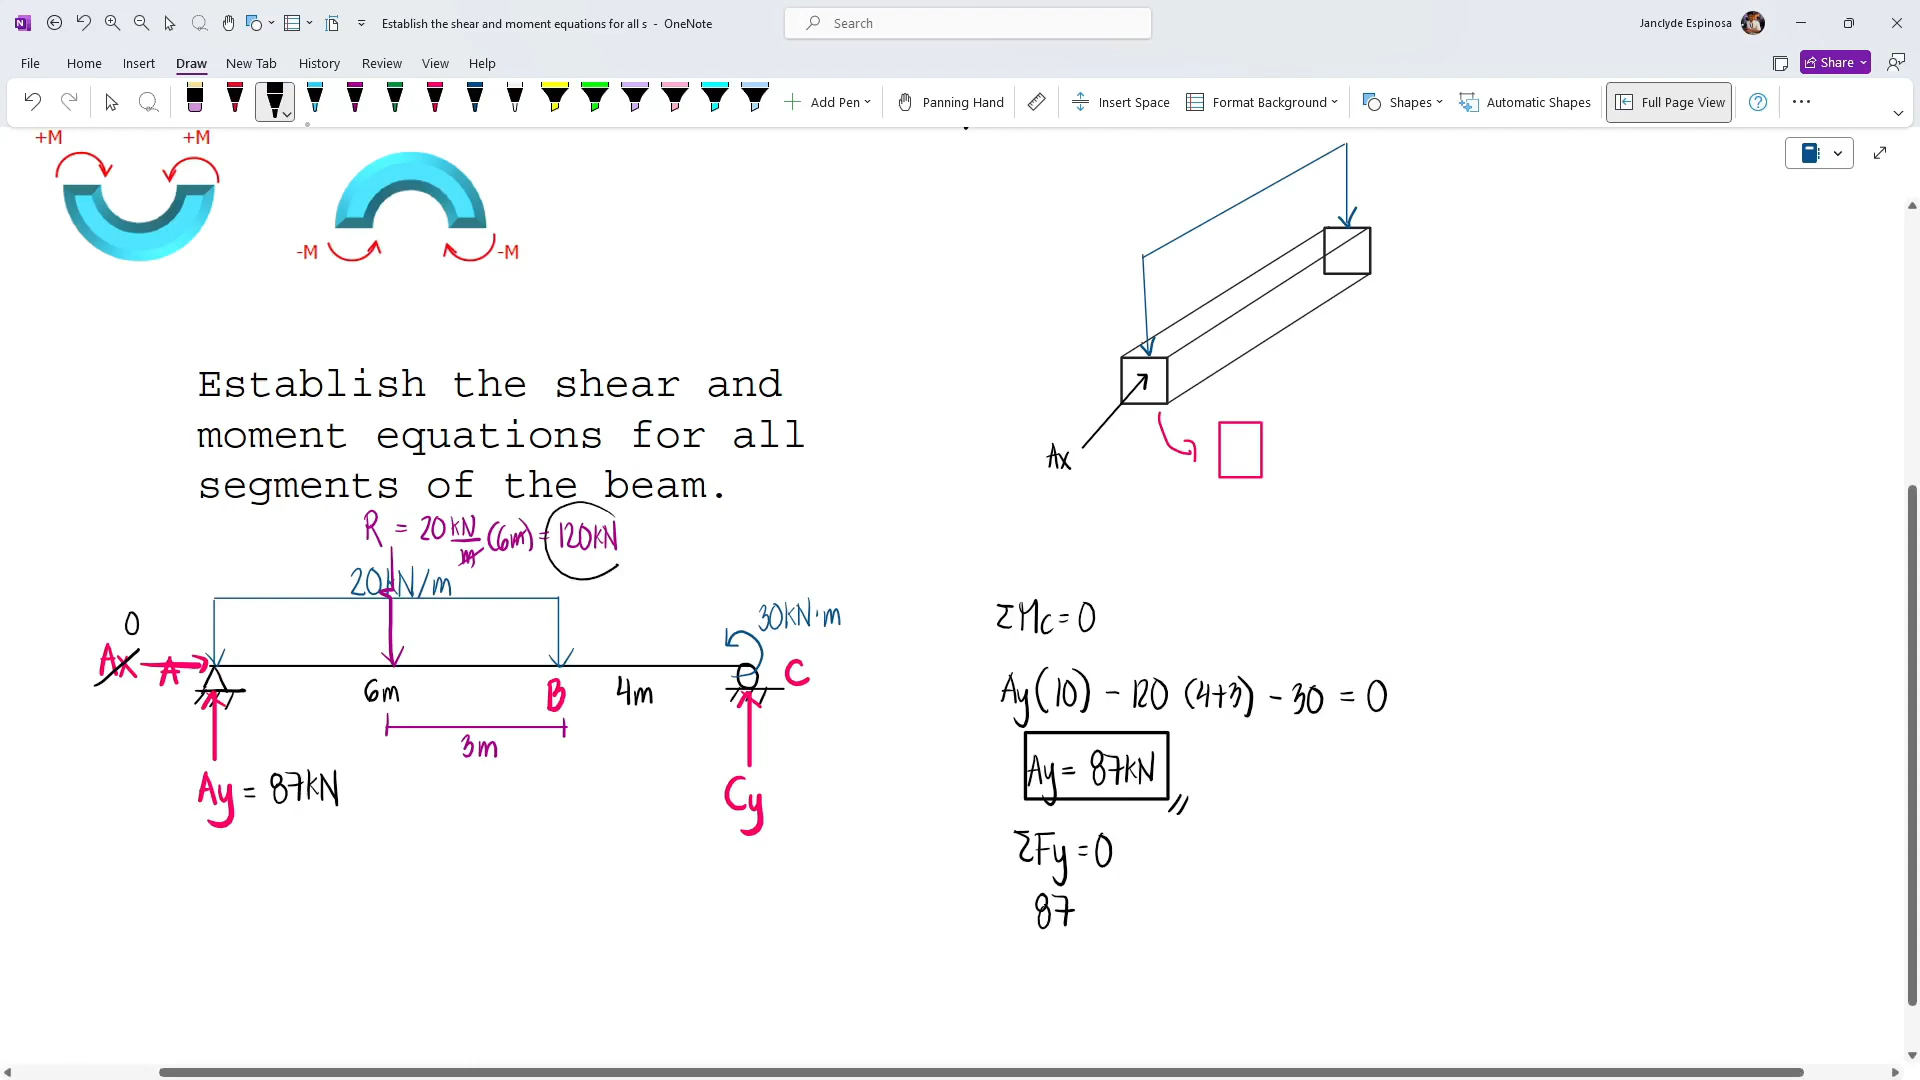 Establish the shear and moment equations for all s - OneNote
Search
Janclyde Espinosa
File Home Insert Draw New Tab History Review View Help
Share
Add Pen Panning Hand Insert Space Format Background Shapes Automatic Shapes Full Page View
+M +M
-M -M
Establish the shear and
moment equations for all
segments of the beam.
R = 20 kN/m (6m) = 120kN
20kN/m
30kN·m
0
Ax A
C
6m B 4m
3m
Ay = 87kN
Cy
Ax
ΣMc = 0
Ay(10) - 120 (4+3) - 30 = 0
Ay = 87kN
ΣFy = 0
87